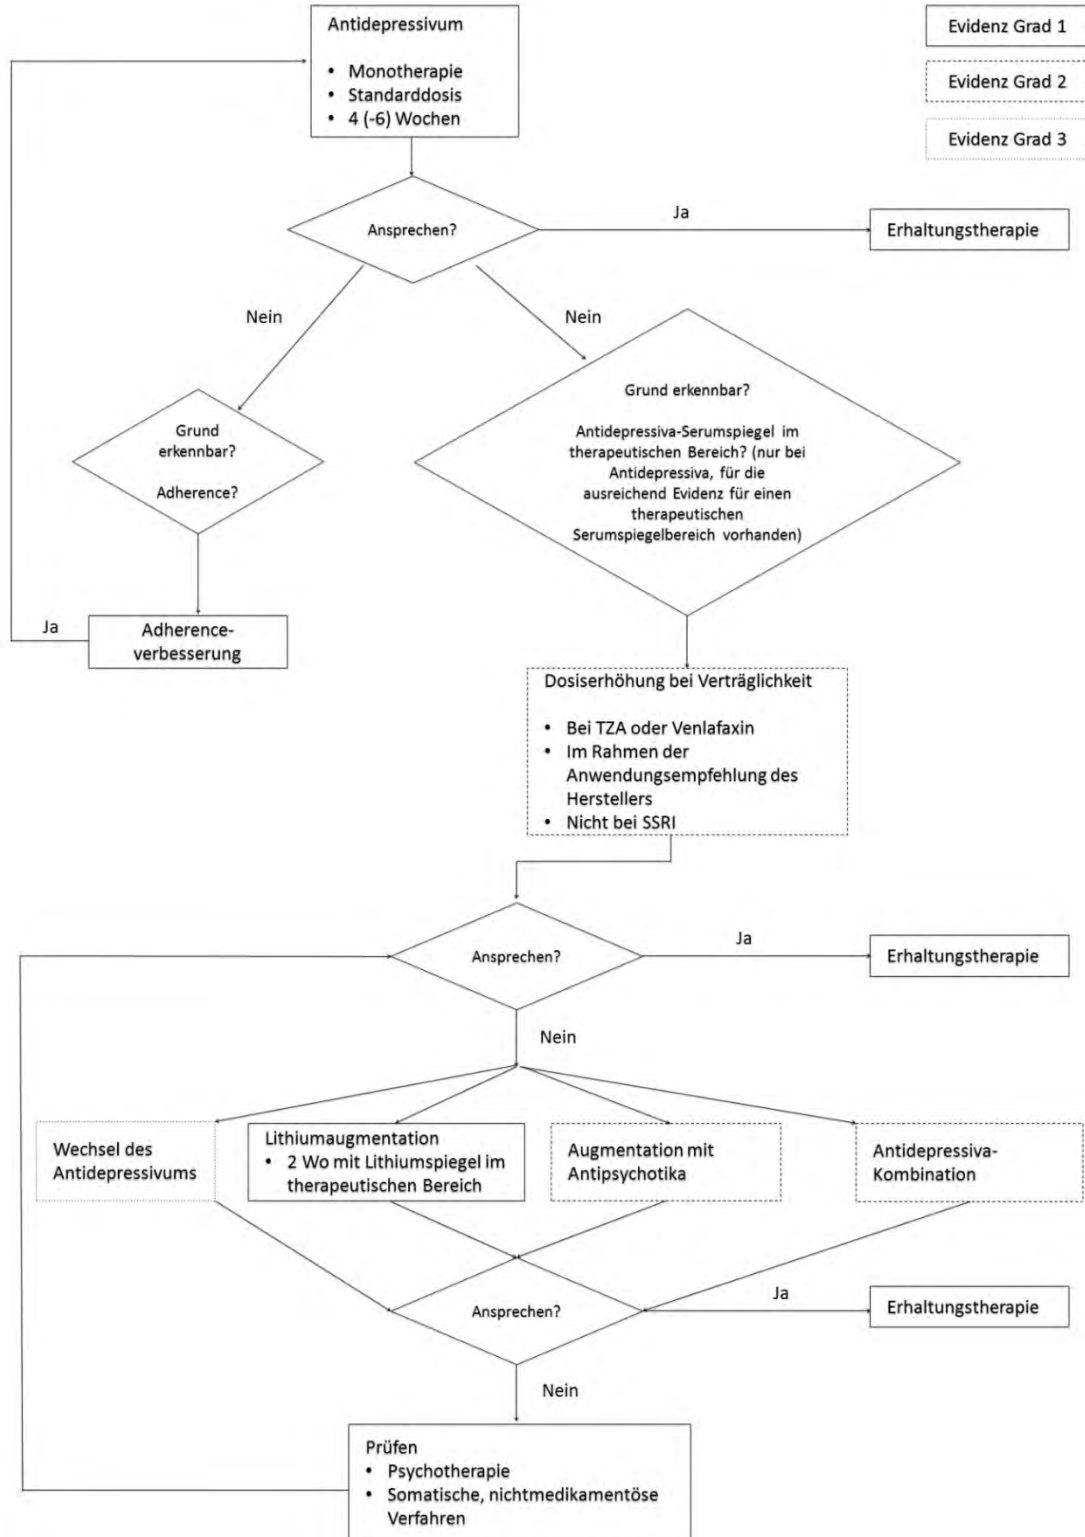 Antidepressivum
• Monotherapie
• Standarddosis
• 4 (-6) Wochen
Evidenz Grad 1
Evidenz Grad 2
Evidenz Grad 3
Ansprechen?
Ja
Erhaltungstherapie
Nein
Nein
Grund
erkennbar?
Adherence?
Grund erkennbar?
Antidepressiva-Serumspiegel im
therapeutischen Bereich? (nur bei
Antidepressiva, für die
ausreichend Evidenz für einen
therapeutischen
Serumspiegelbereich vorhanden)
Ja
Adherence-
verbesserung
Dosiserhöhung bei Verträglichkeit
• Bei TZA oder Venlafaxin
• Im Rahmen der
Anwendungsempfehlung des
Herstellers
• Nicht bei SSRI
Ansprechen?
Ja
Erhaltungstherapie
Nein
Wechsel des
Antidepressivums
Lithiumaugmentation
• 2 Wo mit Lithiumspiegel im
therapeutischen Bereich
Augmentation mit
Antipsychotika
Antidepressiva-
Kombination
Ansprechen?
Ja
Erhaltungstherapie
Nein
Prüfen
• Psychotherapie
• Somatische, nichtmedikamentöse
Verfahren